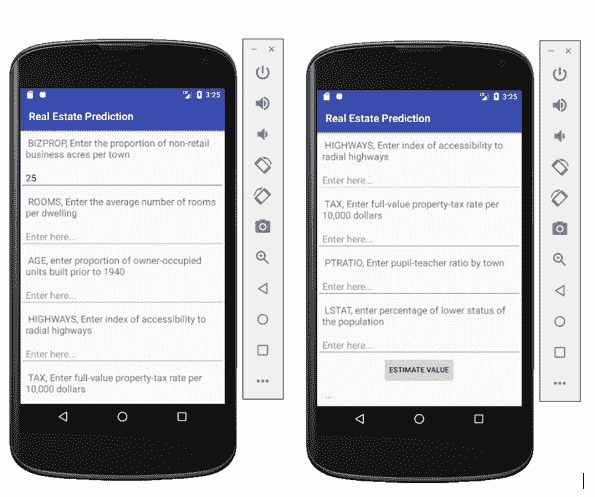 3:25
Real Estate Prediction
BIZPROP, Enter the proportion of non-retail
business acres per town
25
ROOMS, Enter the average number of rooms
per dwelling
Enter here...
AGE, enter proportion of owner-occupied
units built prior to 1940
Enter here...
HIGHWAYS, Enter index of accessibility to
radial highways
Enter here...
TAX, Enter full-value property-tax rate per
10,000 dollars
3:25
Real Estate Prediction
HIGHWAYS, Enter index of accessibility to
radial highways
Enter here...
TAX, Enter full-value property-tax rate per
10,000 dollars
Enter here...
PTRATIO, Enter pupil-teacher ratio by town
Enter here...
LSTAT, enter percentage of lower status of
the population
Enter here...
ESTIMATE VALUE
...